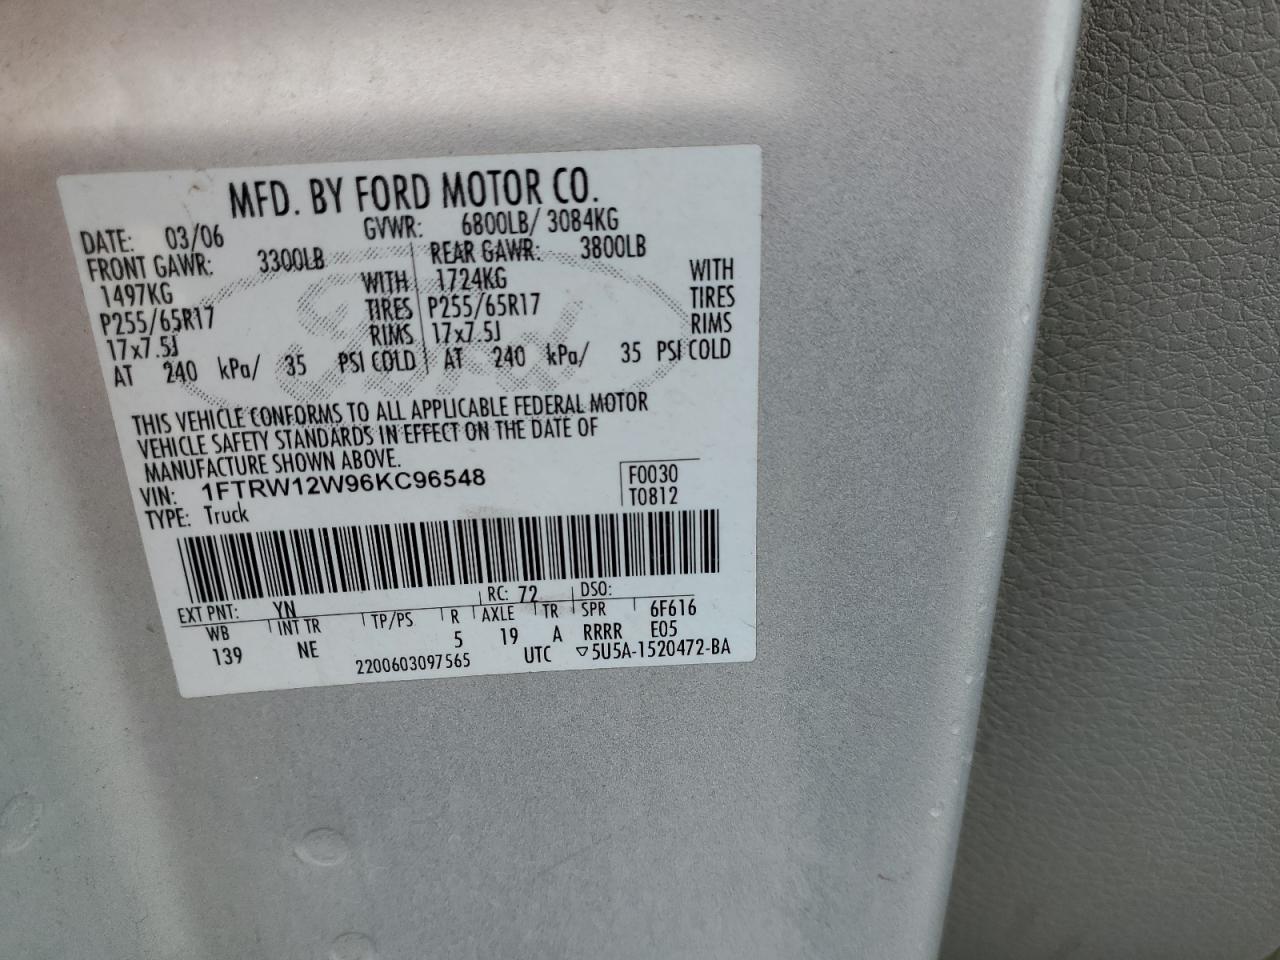 MFD. BY FORD MOTOR CO.
DATE: 03/06 GVWR: 6800LB/ 3084KG
FRONT GAWR: 3300LB REAR GAWR: 3800LB
1497KG WITH 1724KG WITH
P255/65R17 TIRES P255/65R17 TIRES
17x7.5J RIMS 17x7.5J RIMS
AT 240 kPa/ 35 PSI COLD AT 240 kPa/ 35 PSI COLD
THIS VEHICLE CONFORMS TO ALL APPLICABLE FEDERAL MOTOR
VEHICLE SAFETY STANDARDS IN EFFECT ON THE DATE OF
MANUFACTURE SHOWN ABOVE.
VIN: 1FTRW12W96KC96548 F0030
TYPE: Truck T0812
EXT PNT: YN RC: 72 DSO:
WB INT TR TP/PS R AXLE TR SPR 6F616
139 NE 5 19 A RRRR E05
2200603097565 UTC ▽5U5A-1520472-BA
Ford